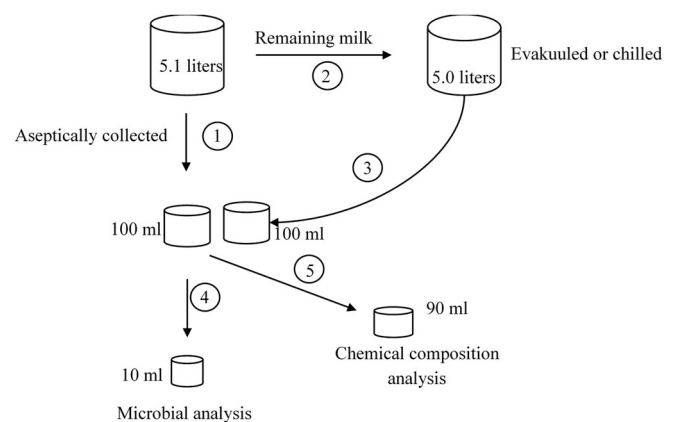 Remaining milk
5.1 liters
2
5.0 liters
Evakuuled or chilled
Aseptically collected
1
3
100 ml
100 ml
5
4
90 ml
Chemical composition
analysis
10 ml
Microbial analysis